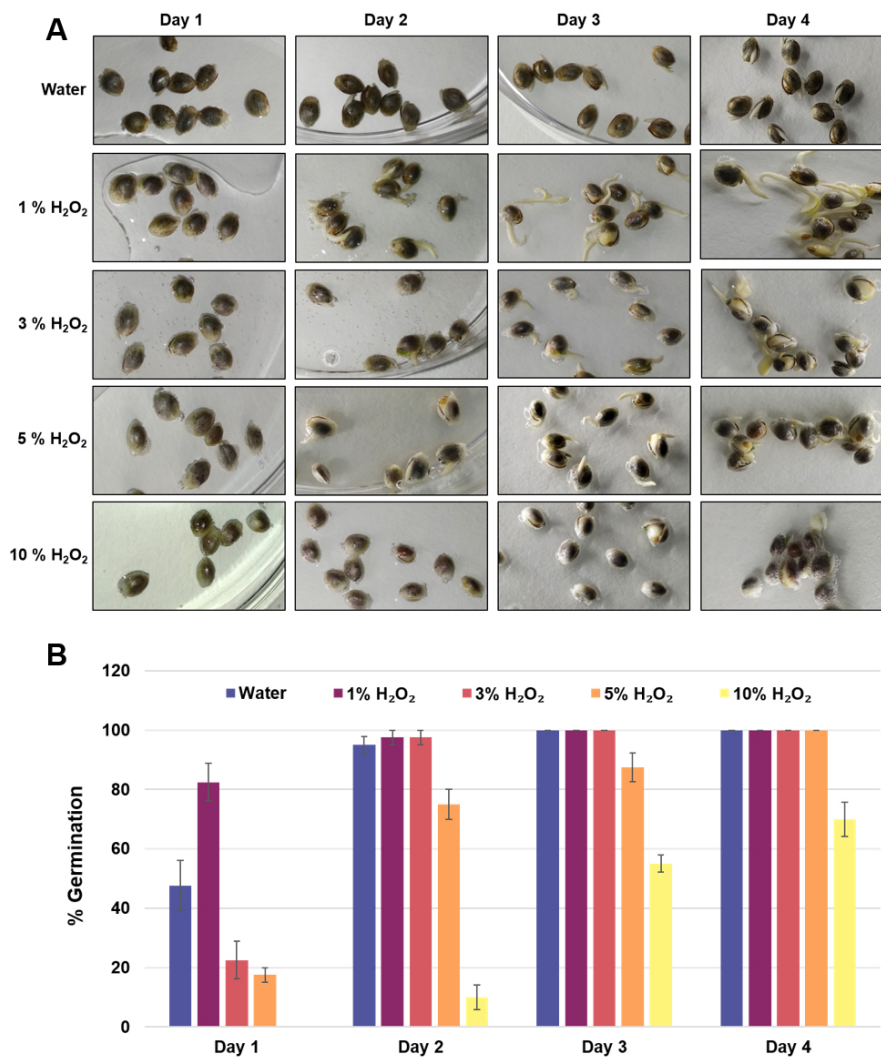 A
Day 1 Day 2 Day 3 Day 4
Water
1 % H₂O₂
3 % H₂O₂
5 % H₂O₂
10 % H₂O₂
B
120
Water 1% H₂O₂ 3% H₂O₂ 5% H₂O₂ 10% H₂O₂
100
80
60
40
20
0
% Germination
Day 1 Day 2 Day 3 Day 4